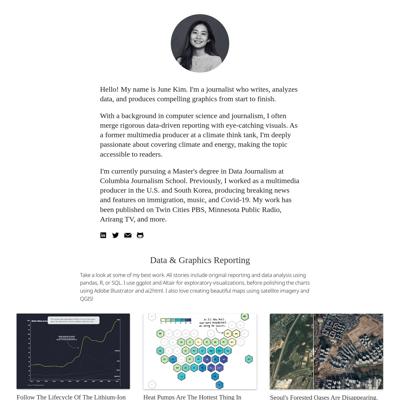 Hello! My name is June Kim. I'm a journalist who writes, analyzes
data, and produces compelling graphics from start to finish.
With a background in computer science and journalism, I often
merge rigorous data-driven reporting with eye-catching visuals. As
a former multimedia producer at a climate think tank, I'm deeply
passionate about covering climate and energy, making the topic
accessible to readers.
I'm currently pursuing a Master's degree in Data Journalism at
Columbia Journalism School. Previously, I worked as a multimedia
producer in the U.S. and South Korea, producing breaking news
and features on immigration, music, and Covid-19. My work has
been published on Twin Cities PBS, Minnesota Public Radio,
Arirang TV, and more.
Data & Graphics Reporting
Take a look at some of my best work. All stories include original reporting and data analysis using
pandas, R, or SQL. I use ggplot and Altair for exploratory visualizations, before polishing the charts
using Adobe Illustrator and ai2html. I also love creating beautiful maps using satellite imagery and
QGIS!
Follow The Lifecycle Of The Lithium-Ion
Heat Pumps Are The Hottest Thing In
Seoul's Forested Oases Are Disappearing,